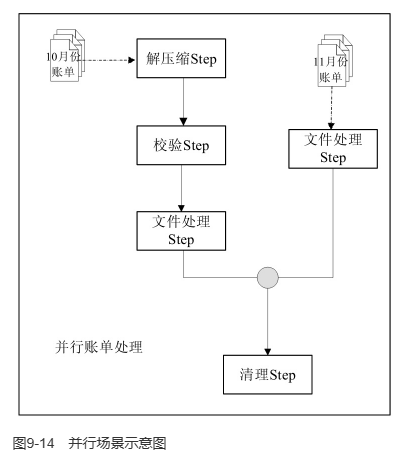 10月份
账单
解压缩Step
11月份
账单
校验Step
文件处理
Step
文件处理
Step
并行账单处理
清理Step
图9-14 并行场景示意图